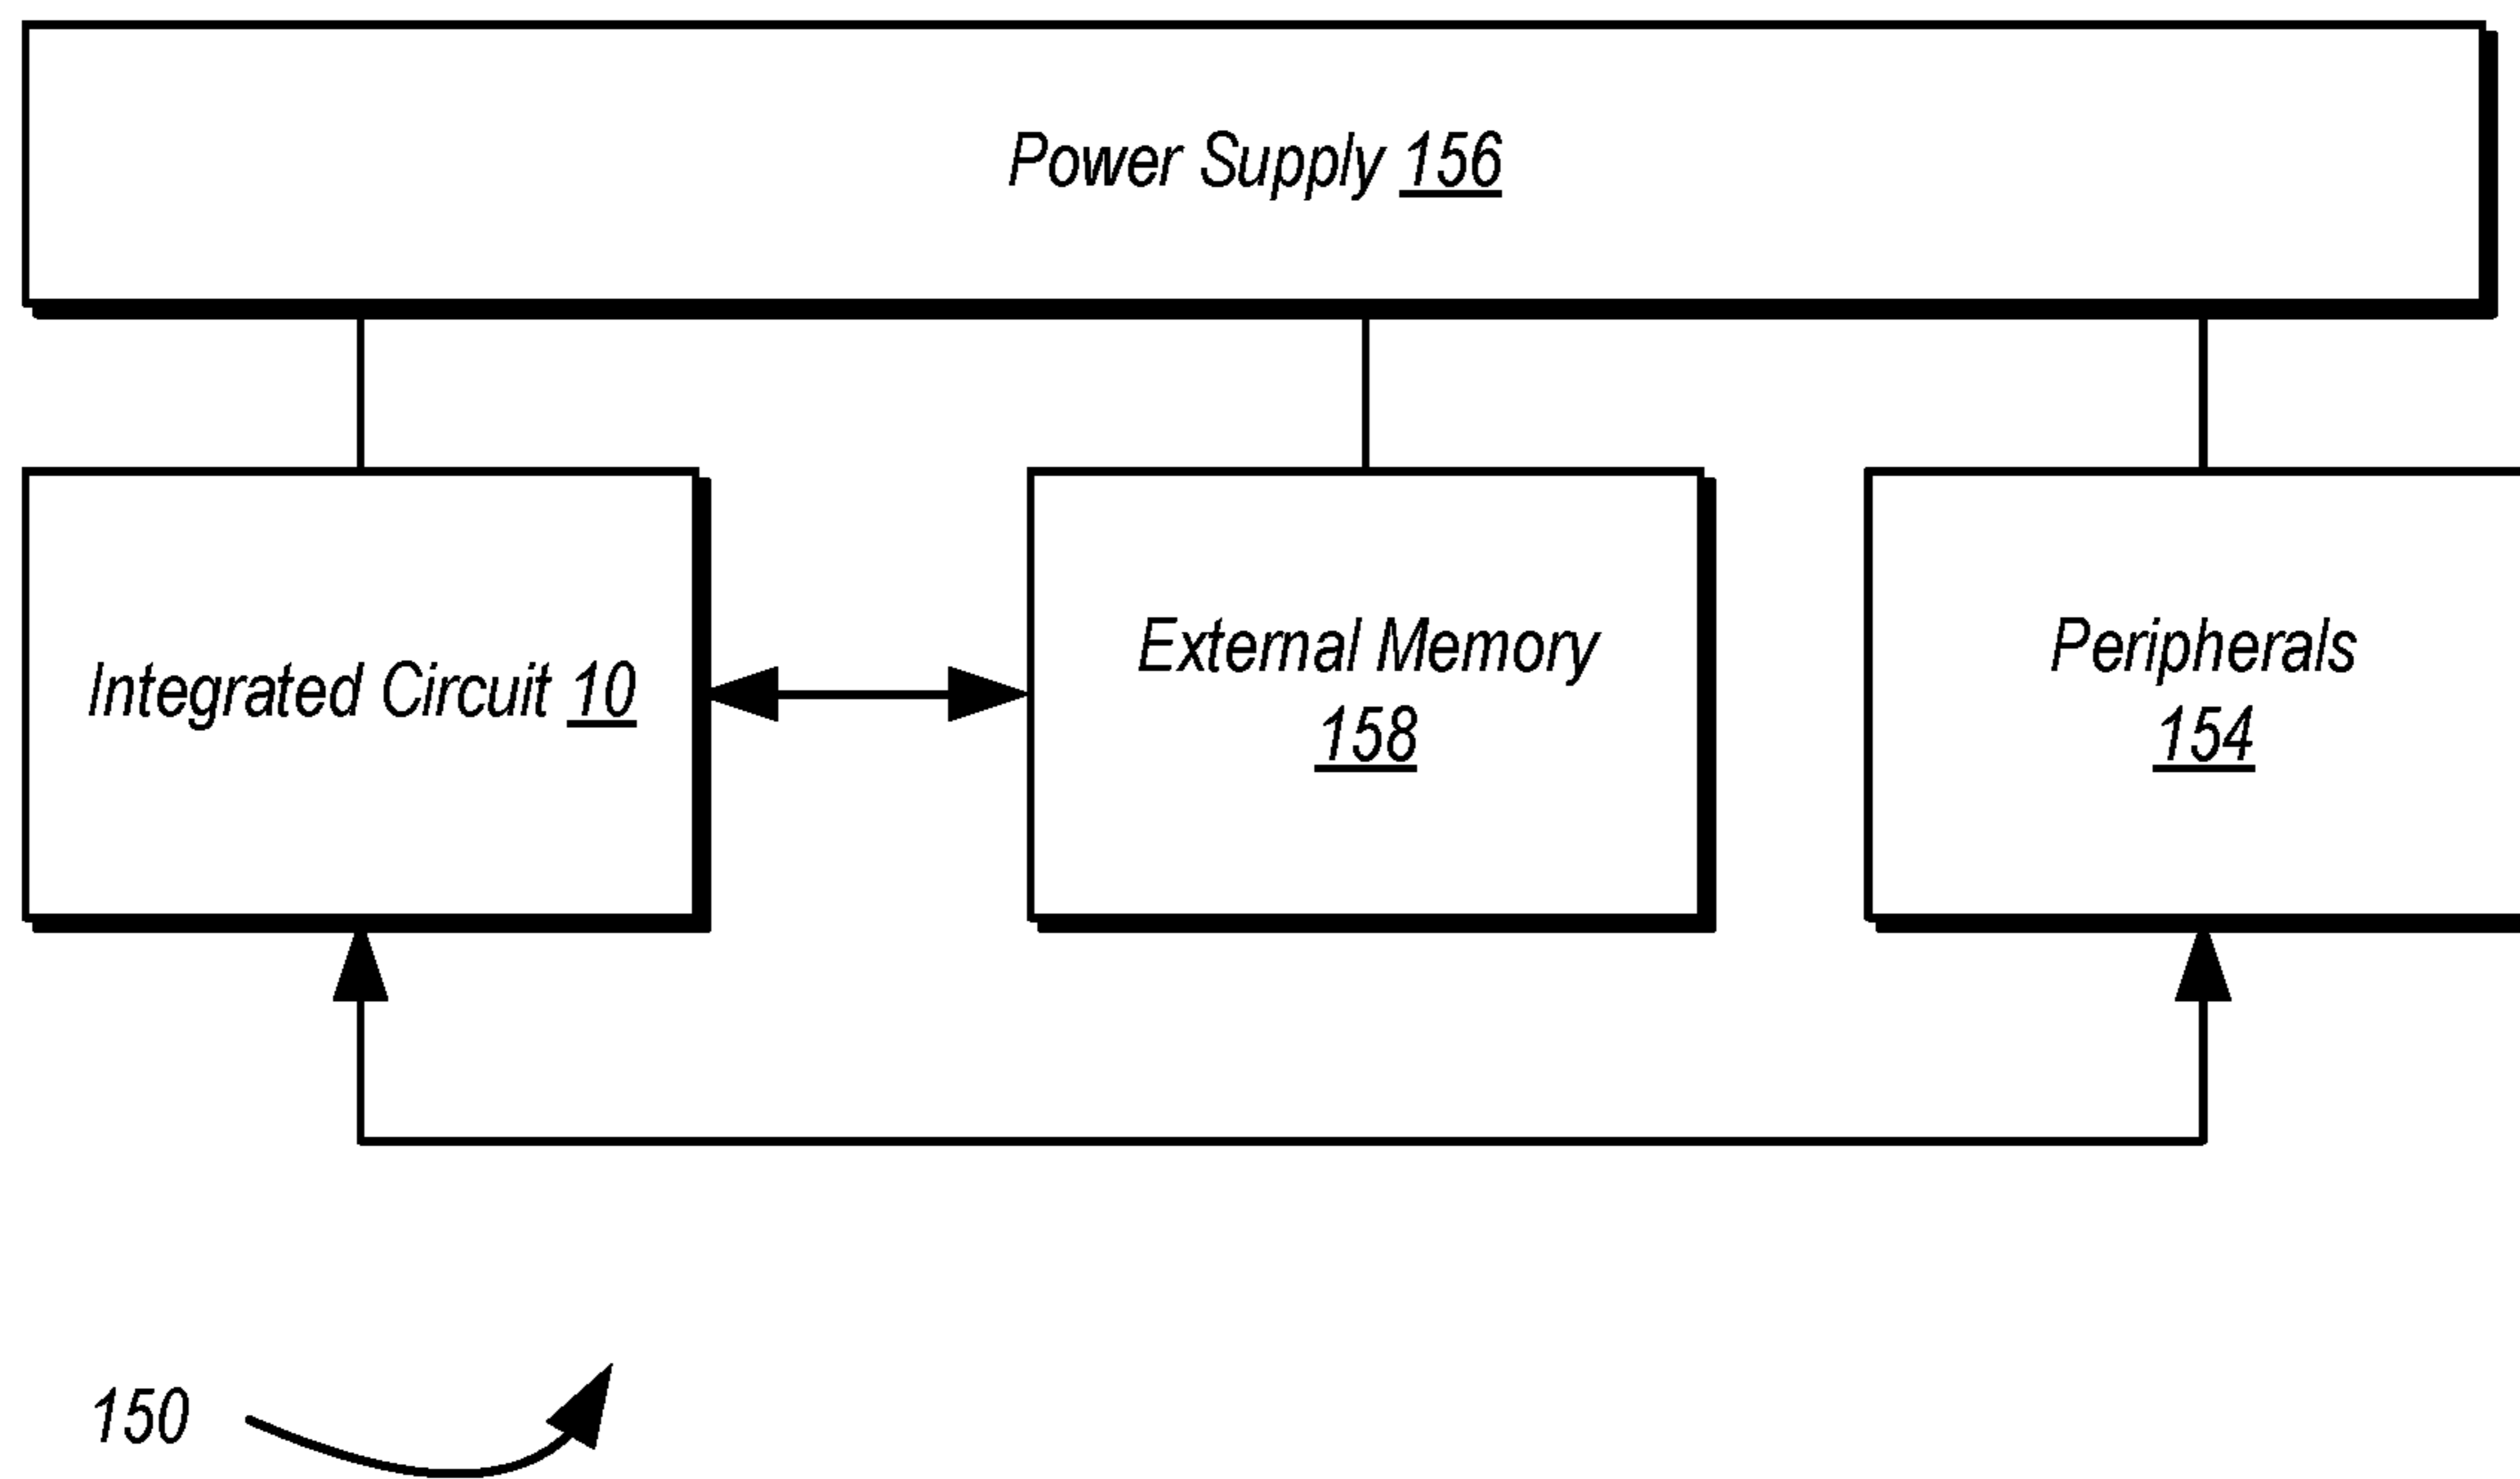 Power Supply 156
Integrated Circuit 10
External Memory
158
Peripherals
154
150